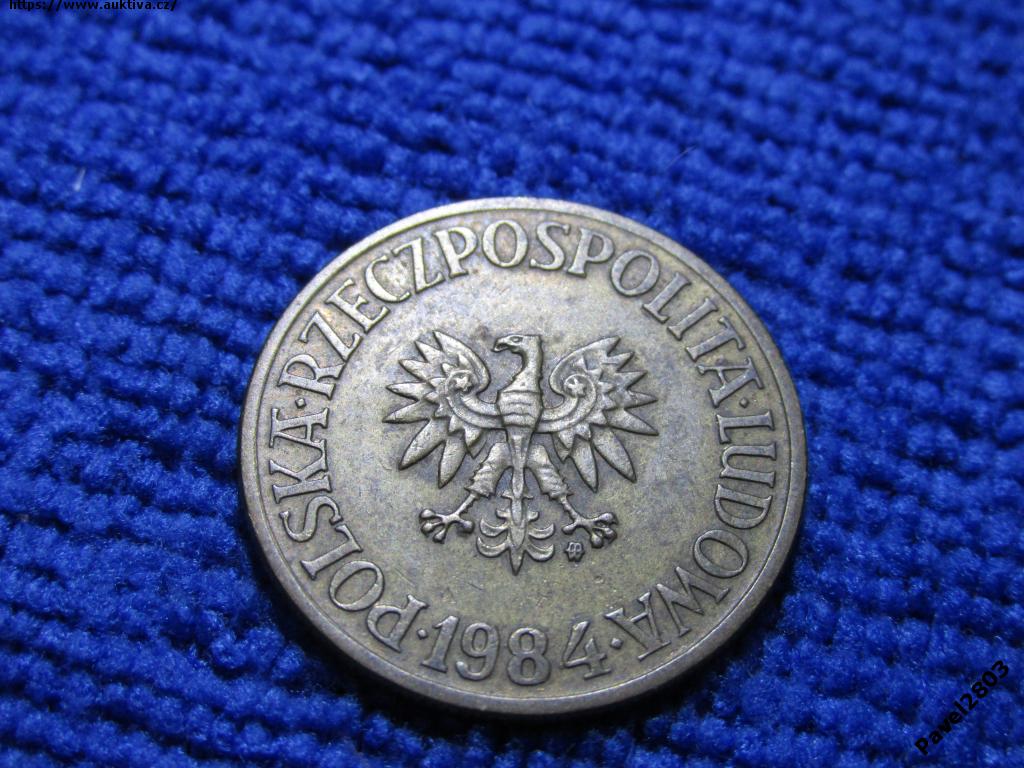 https://www.auktiva.cz/
POLSKA·RZECZPOSPOLITA·LUDOWA
·1984·
Pavel2803